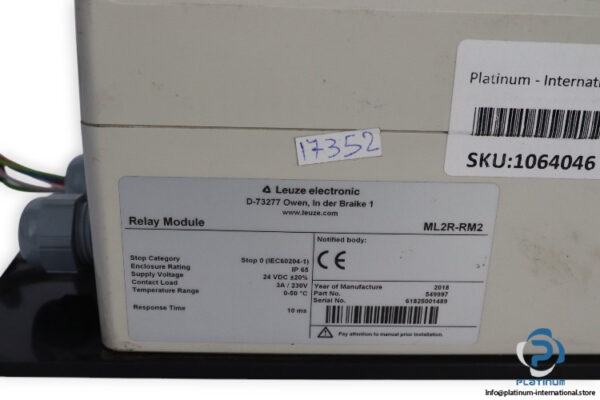 Platinum - Internati
SKU:1064046
17352
Leuze electronic
D-73277 Owen, In der Braike 1
www.leuze.com
Relay Module ML2R-RM2
Notified body:
CE
Stop Category Stop 0 (IEC60204-1)
Enclosure Rating IP 65
Supply Voltage 24 VDC ±20%
Contact Load 3A / 230V
Temperature Range 0-50 °C
Response Time 10 ms
Year of Manufacture 2018
Part No. 549997
Serial No. 61825001489
Pay attention to manual prior installation.
PLATINUM
Info@platinum-international.store